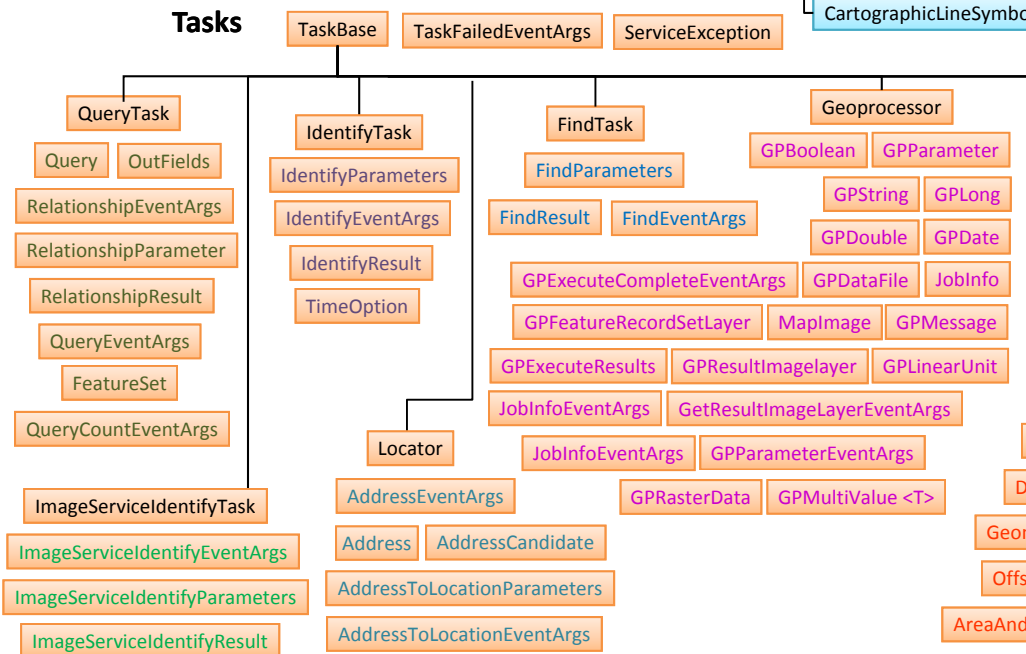 Tasks
TaskBase
TaskFailedEventArgs
ServiceException
CartographicLineSymbo
QueryTask
Query
OutFields
RelationshipEventArgs
RelationshipParameter
RelationshipResult
QueryEventArgs
FeatureSet
QueryCountEventArgs
ImageServiceIdentifyTask
ImageServiceIdentifyEventArgs
ImageServiceIdentifyParameters
ImageServiceIdentifyResult
IdentifyTask
IdentifyParameters
IdentifyEventArgs
IdentifyResult
TimeOption
Locator
AddressEventArgs
Address
AddressCandidate
AddressToLocationParameters
AddressToLocationEventArgs
FindTask
FindParameters
FindResult
FindEventArgs
Geoprocessor
GPBoolean
GPParameter
GPString
GPLong
GPDouble
GPDate
GPExecuteCompleteEventArgs
GPDataFile
JobInfo
GPFeatureRecordSetLayer
MapImage
GPMessage
GPExecuteResults
GPResultImagelayer
GPLinearUnit
JobInfoEventArgs
GetResultImageLayerEventArgs
JobInfoEventArgs
GPParameterEventArgs
GPRasterData
GPMultiValue <T>
D
Geor
Offs
AreaAnd